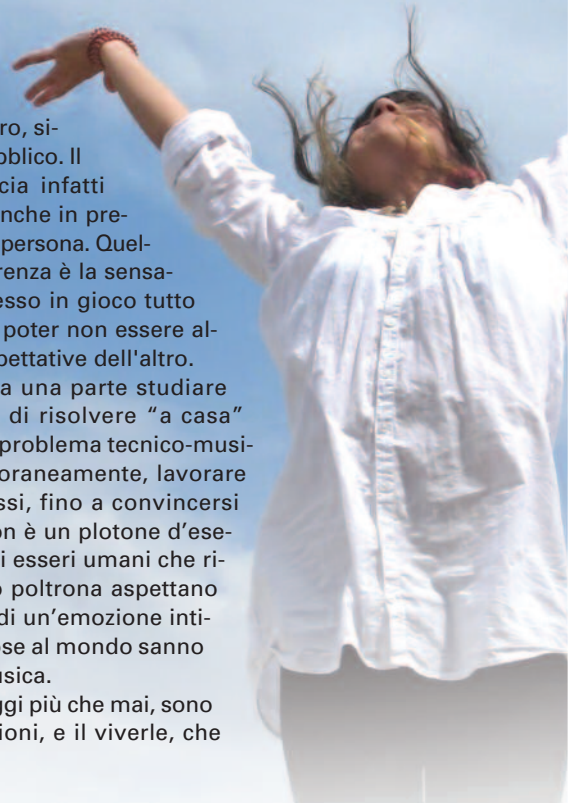 ro, si-
bblico. Il
cia infatti
nche in pre-
persona. Quel-
renza è la sensa-
esso in gioco tutto
poter non essere al-
pettative dell'altro.
a una parte studiare
di risolvere “a casa”
problema tecnico-musi-
oraneamente, lavorare
ssi, fino a convincersi
on è un plotone d’ese-
i esseri umani che ri-
o poltrona aspettano
di un’emozione inti-
ose al mondo sanno
usica.
ggi più che mai, sono
ioni, e il viverle, che